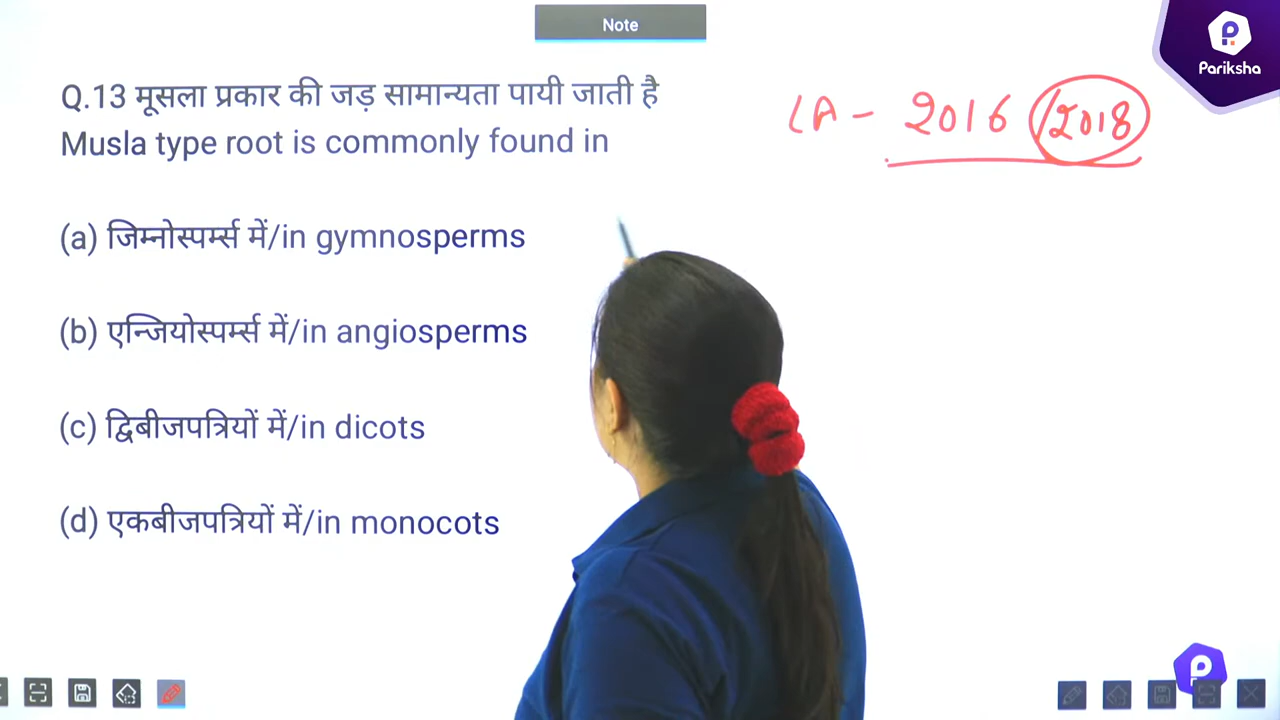 Note
Pariksha
Q.13 मूसला प्रकार की जड़ सामान्यता पायी जाती है
Musla type root is commonly found in
LA - 2016 /2018
(a) जिम्नोस्पर्म्स में/in gymnosperms
(b) एन्जियोस्पर्म्स में/in angiosperms
(c) द्विबीजपत्रियों में/in dicots
(d) एकबीजपत्रियों में/in monocots